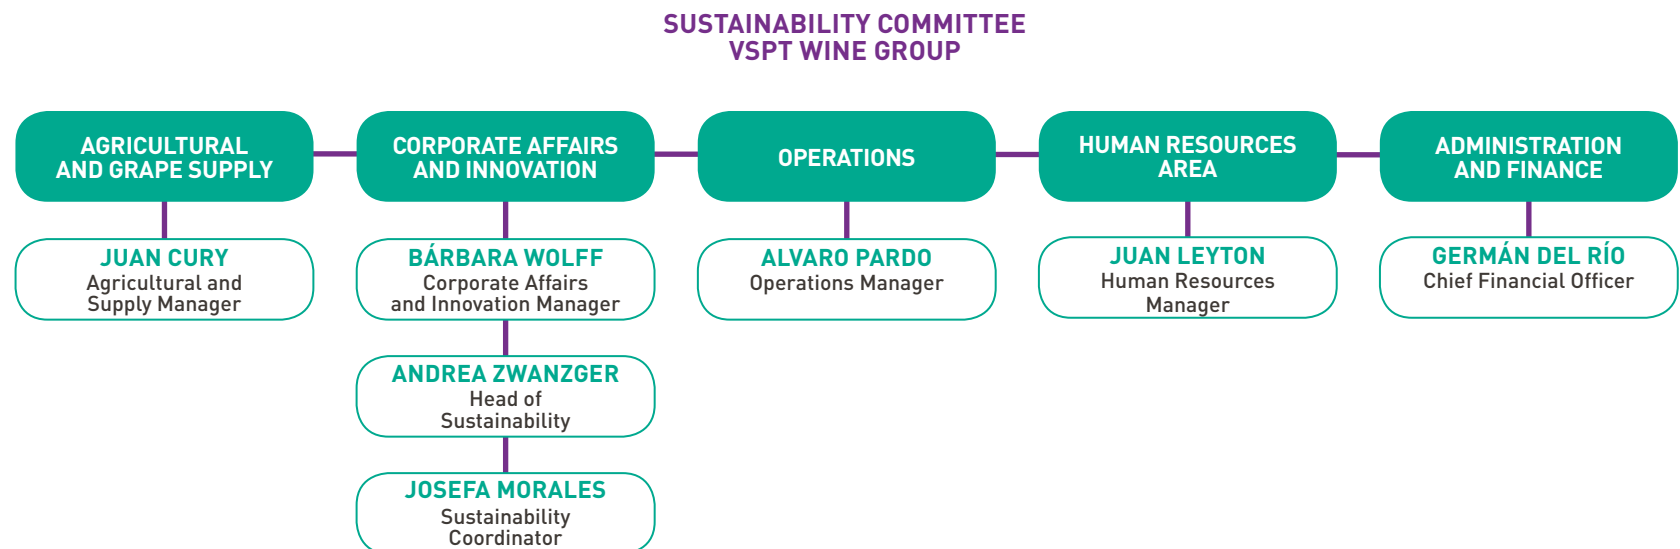 SUSTAINABILITY COMMITTEE
VSPT WINE GROUP
AGRICULTURAL
AND GRAPE SUPPLY
CORPORATE AFFAIRS
AND INNOVATION
OPERATIONS
HUMAN RESOURCES
AREA
ADMINISTRATION
AND FINANCE
JUAN CURY
Agricultural and
Supply Manager
BÁRBARA WOLFF
Corporate Affairs
and Innovation Manager
ALVARO PARDO
Operations Manager
JUAN LEYTON
Human Resources
Manager
GERMÁN DEL RÍO
Chief Financial Officer
ANDREA ZWANZGER
Head of
Sustainability
JOSEFA MORALES
Sustainability
Coordinator